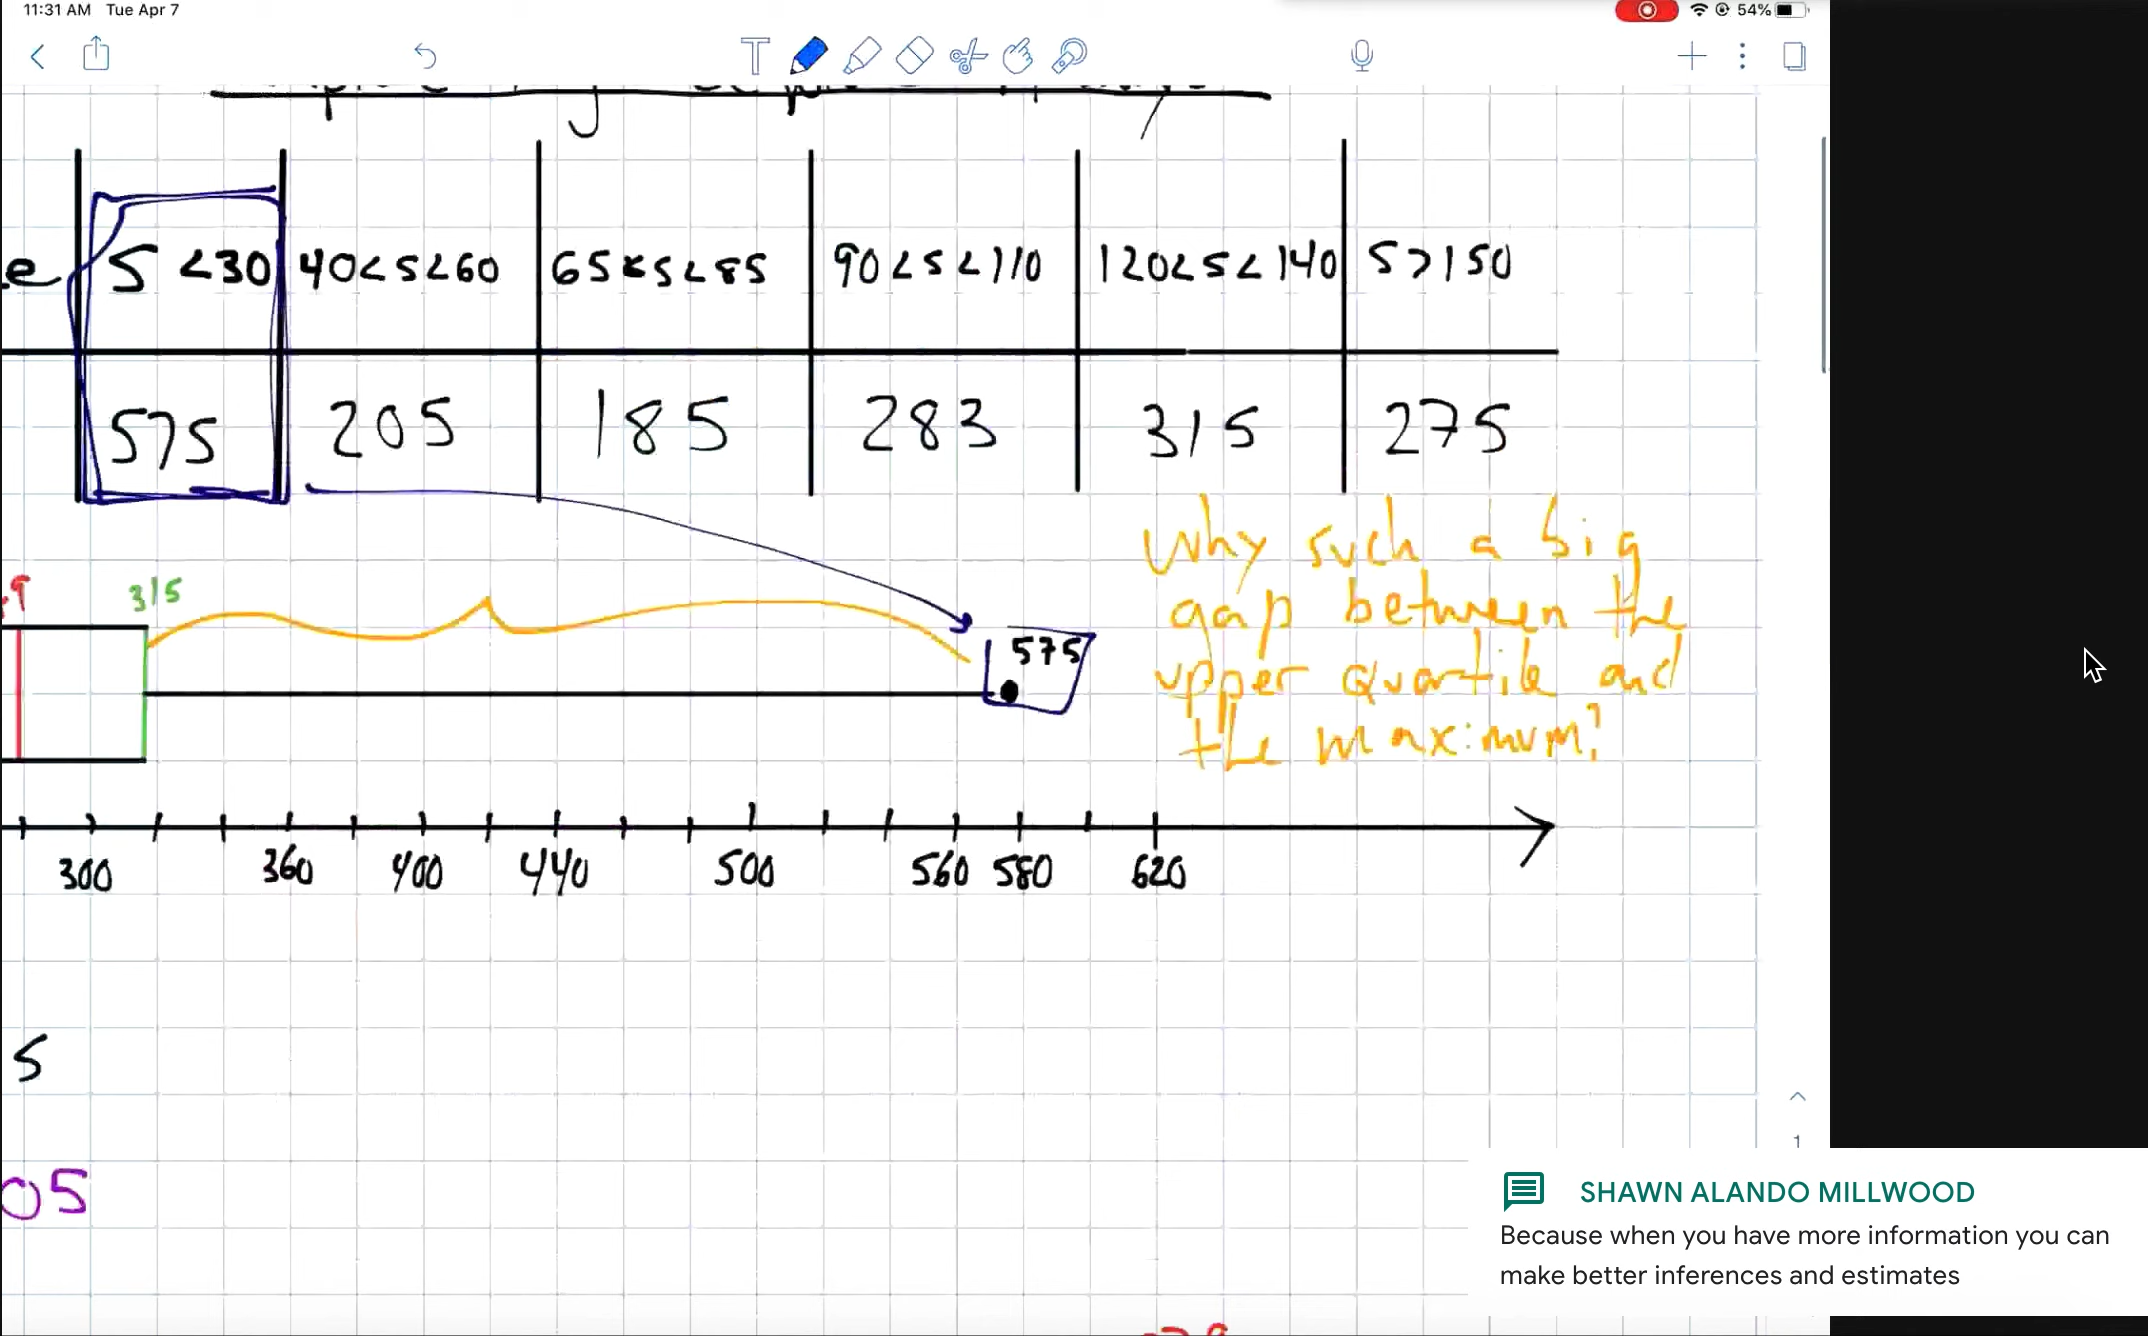 11:31 AM Tue Apr 7
54%
e S <30 40<S<60 65<S<85 90<S<110 120<S<140 S>150
575 205 185 283 315 275
Why such a big
gap between the
upper quartile and
the maximum?
.9 315
575
300 360 400 440 500 560 580 620
5
05
1
SHAWN ALANDO MILLWOOD
Because when you have more information you can
make better inferences and estimates